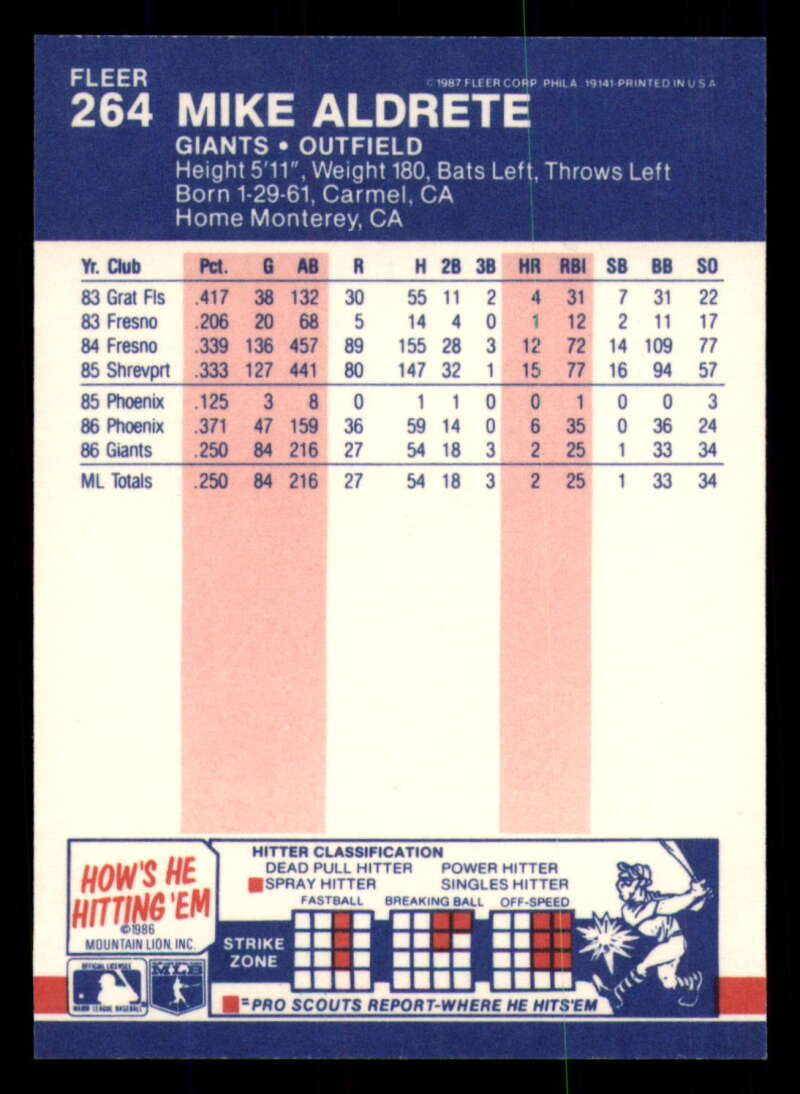 FLEER
©1987 FLEER CORP. PHILA. 19141-PRINTED IN U S A
264 MIKE ALDRETE
GIANTS • OUTFIELD
Height 5'11", Weight 180, Bats Left, Throws Left
Born 1-29-61, Carmel, CA
Home Monterey, CA
Yr. Club Pct. G AB R H 2B 3B HR RBI SB BB SO
83 Grat Fls .417 38 132 30 55 11 2 4 31 7 31 22
83 Fresno .206 20 68 5 14 4 0 1 12 2 11 17
84 Fresno .339 136 457 89 155 28 3 12 72 14 109 77
85 Shrevprt .333 127 441 80 147 32 1 15 77 16 94 57
85 Phoenix .125 3 8 0 1 1 0 0 1 0 0 3
86 Phoenix .371 47 159 36 59 14 0 6 35 0 36 24
86 Giants .250 84 216 27 54 18 3 2 25 1 33 34
ML Totals .250 84 216 27 54 18 3 2 25 1 33 34
HOW'S HE
HITTING 'EM
©1986
MOUNTAIN LION, INC.
HITTER CLASSIFICATION
DEAD PULL HITTER POWER HITTER
SPRAY HITTER SINGLES HITTER
FASTBALL BREAKING BALL OFF-SPEED
STRIKE
ZONE
=PRO SCOUTS REPORT-WHERE HE HITS'EM
OFFICIAL LICENSEE
MAJOR LEAGUE BASEBALL
MLB